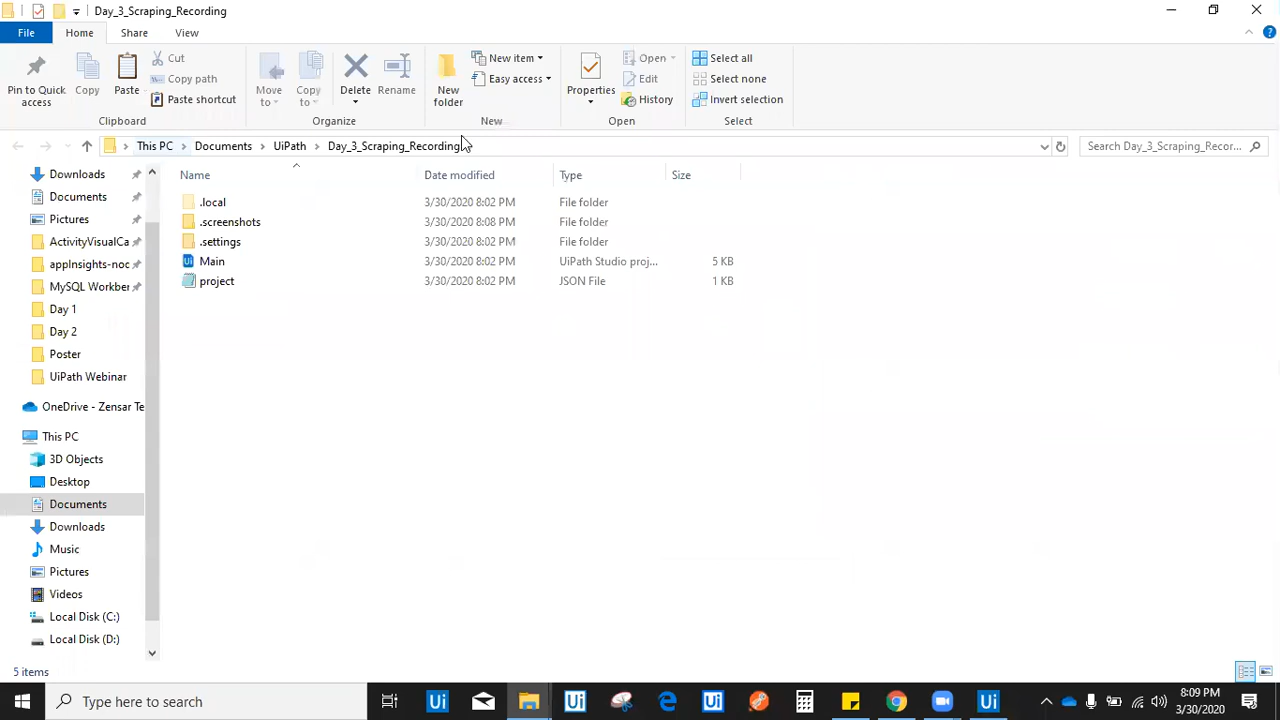 Day_3_Scraping_Recording
File Home Share View
Pin to Quick access
Copy
Paste
Cut
Copy path
Paste shortcut
Clipboard
Move to
Copy to
Delete
Rename
Organize
New folder
New item
Easy access
New
Properties
Open
Edit
History
Open
Select all
Select none
Invert selection
Select
This PC Documents UiPath Day_3_Scraping_Recording
Search Day_3_Scraping_Recor...
Downloads
Documents
Pictures
ActivityVisualCa
appInsights-noc
MySQL Workber
Day 1
Day 2
Poster
UiPath Webinar
OneDrive - Zensar Te
This PC
3D Objects
Desktop
Documents
Downloads
Music
Pictures
Videos
Local Disk (C:)
Local Disk (D:)
Name Date modified Type Size
.local 3/30/2020 8:02 PM File folder
.screenshots 3/30/2020 8:08 PM File folder
.settings 3/30/2020 8:02 PM File folder
Main 3/30/2020 8:02 PM UiPath Studio proj... 5 KB
project 3/30/2020 8:02 PM JSON File 1 KB
5 items
Type here to search
8:09 PM
3/30/2020